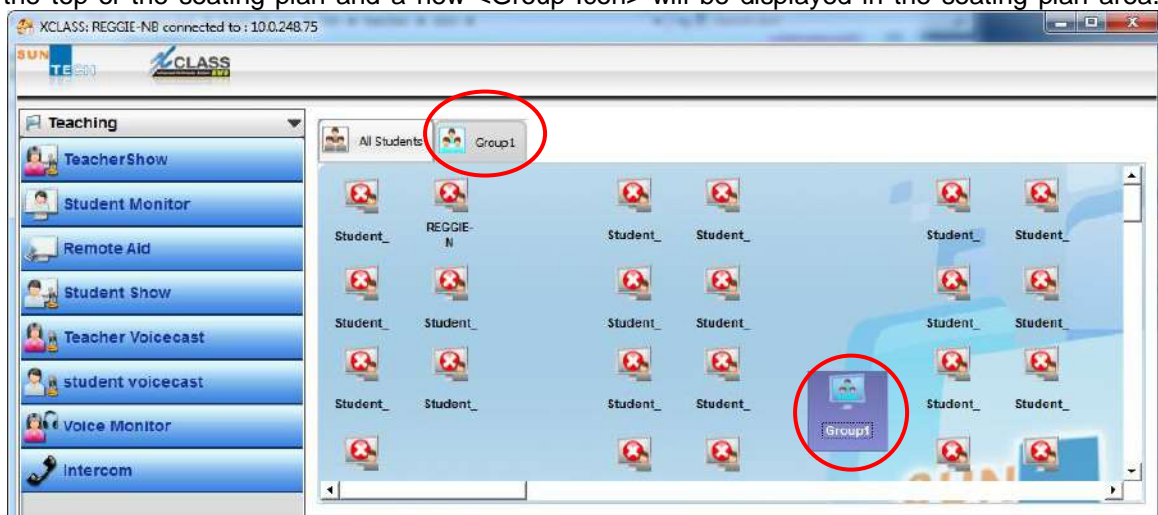 the top of the seating plan and a new <Group Icon> will be displayed in the seating plan area.
XCLASS: REGGIE-NB connected to : 10.0.248.75
SUN
TECH
XCLASS
Teaching
TeacherShow
Student Monitor
Remote Aid
Student Show
Teacher Voicecast
student voicecast
Voice Monitor
Intercom
All Students
Group1
Student_
REGGIE-
N
Student_ Student_
Student_ Student_
Student_ Student_
Student_ Student_
Student_ Student_
Student_ Student_
Student_ Student_
Group1
Student_ Student_
SUN